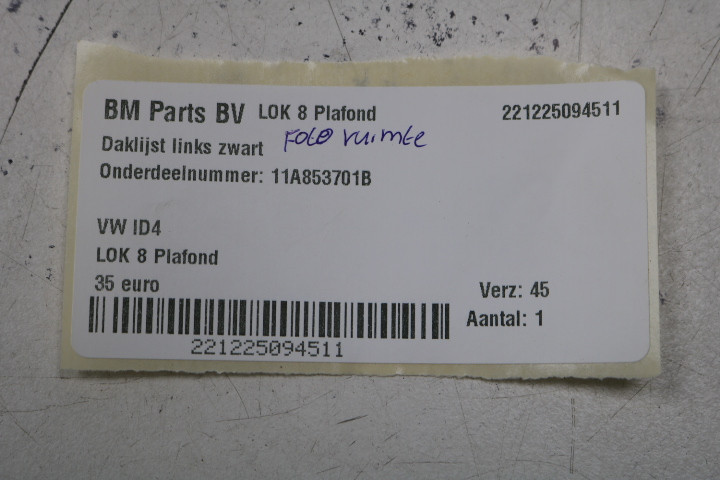 BM Parts BV LOK 8 Plafond 221225094511
Daklijst links zwart Foto ruimte
Onderdeelnummer: 11A853701B
VW ID4
LOK 8 Plafond
35 euro
Verz: 45
Aantal: 1
221225094511